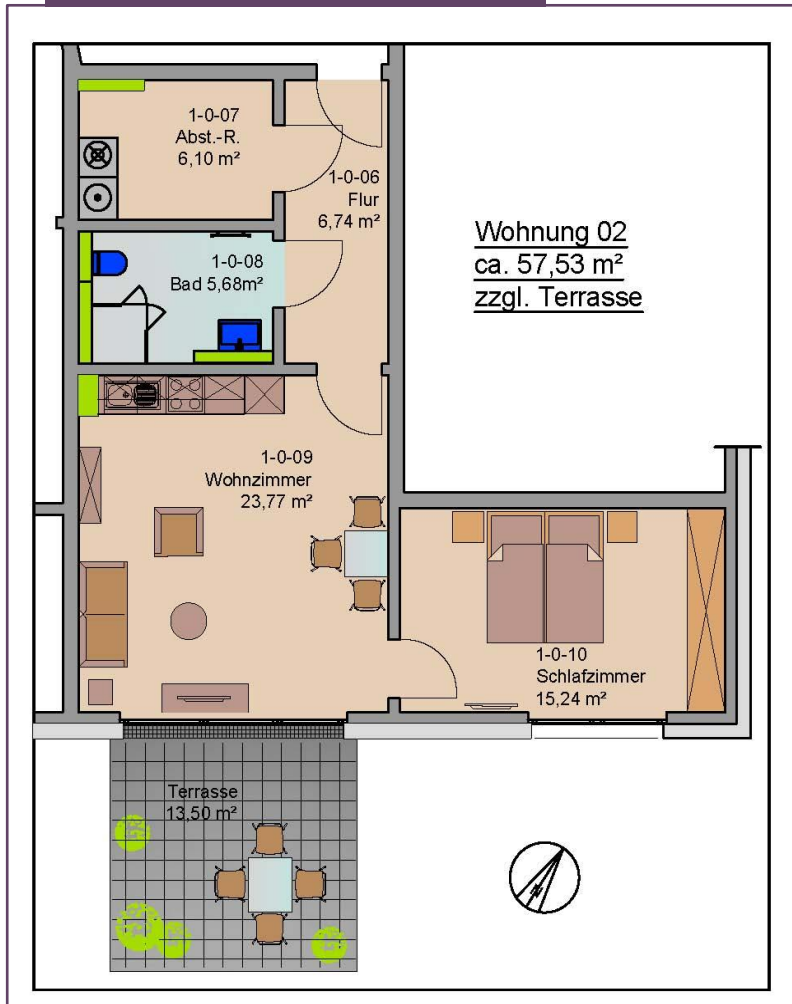 1-0-07
Abst.-R.
6,10 m²
1-0-06
Flur
6,74 m²
Wohnung 02
ca. 57,53 m²
zzgl. Terrasse
1-0-08
Bad 5,68m²
1-0-09
Wohnzimmer
23,77 m²
1-0-10
Schlafzimmer
15,24 m²
Terrasse
13,50 m²
N